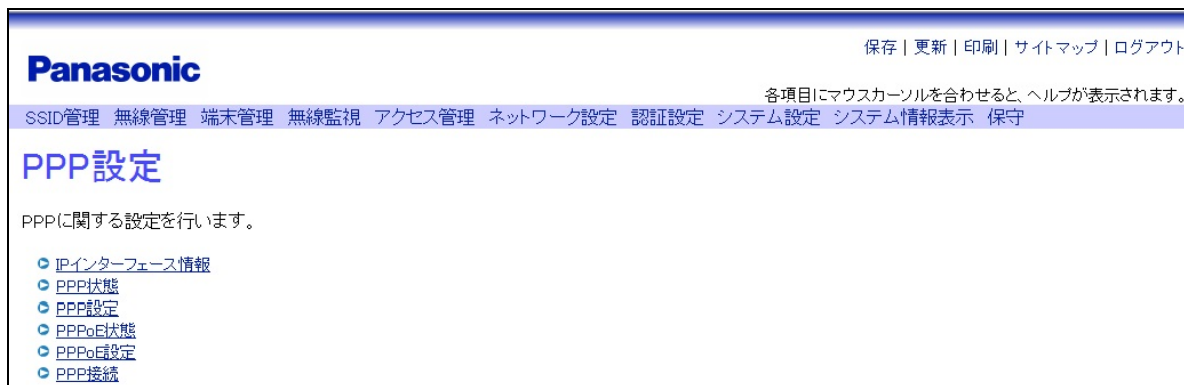 保存 | 更新 | 印刷 | サイトマップ | ログアウト
Panasonic
各項目にマウスカーソルを合わせると、ヘルプが表示されます。
SSID管理 無線管理 端末管理 無線監視 アクセス管理 ネットワーク設定 認証設定 システム設定 システム情報表示 保守
PPP設定
PPPに関する設定を行います。
IPインターフェース情報
PPP状態
PPP設定
PPPoE状態
PPPoE設定
PPP接続